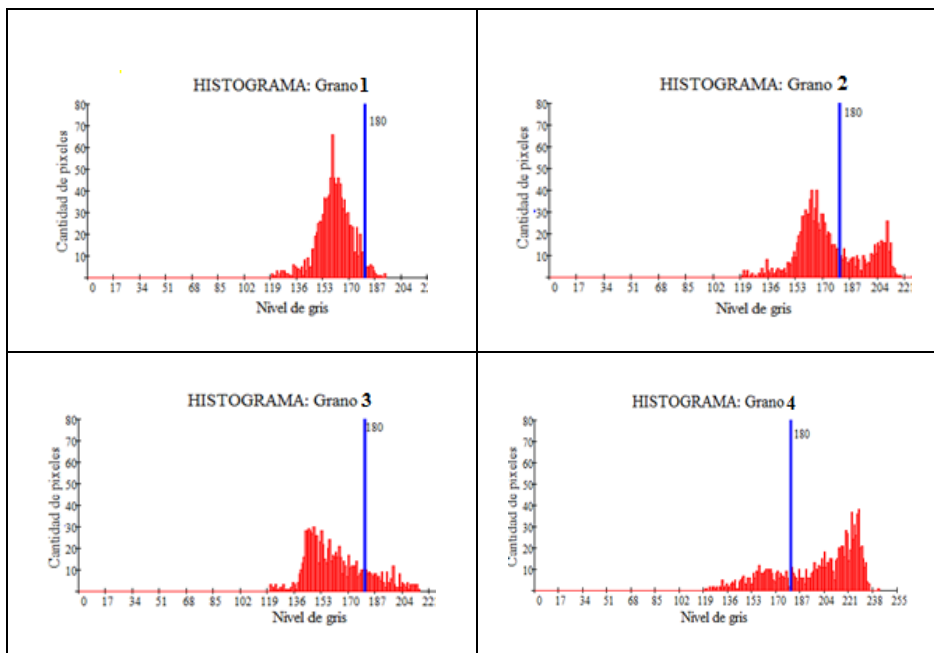 HISTOGRAMA: Grano 1
80
70
60
50
40
30
20
10
180
Cantidad de pixeles
0 17 34 51 68 85 102 119 136 153 170 187 204
Nivel de gris
HISTOGRAMA: Grano 2
80
70
60
50
40
30
20
10
180
Cantidad de pixeles
0 17 34 51 68 85 102 119 136 153 170 187 204 221
Nivel de gris
HISTOGRAMA: Grano 3
80
70
60
50
40
30
20
10
180
Cantidad de pixeles
0 17 34 51 68 85 102 119 136 153 170 187 204
Nivel de gris
HISTOGRAMA: Grano 4
80
70
60
50
40
30
20
10
180
Cantidad de pixeles
0 17 34 51 68 85 102 119 136 153 170 187 204 221 238 255
Nivel de gris